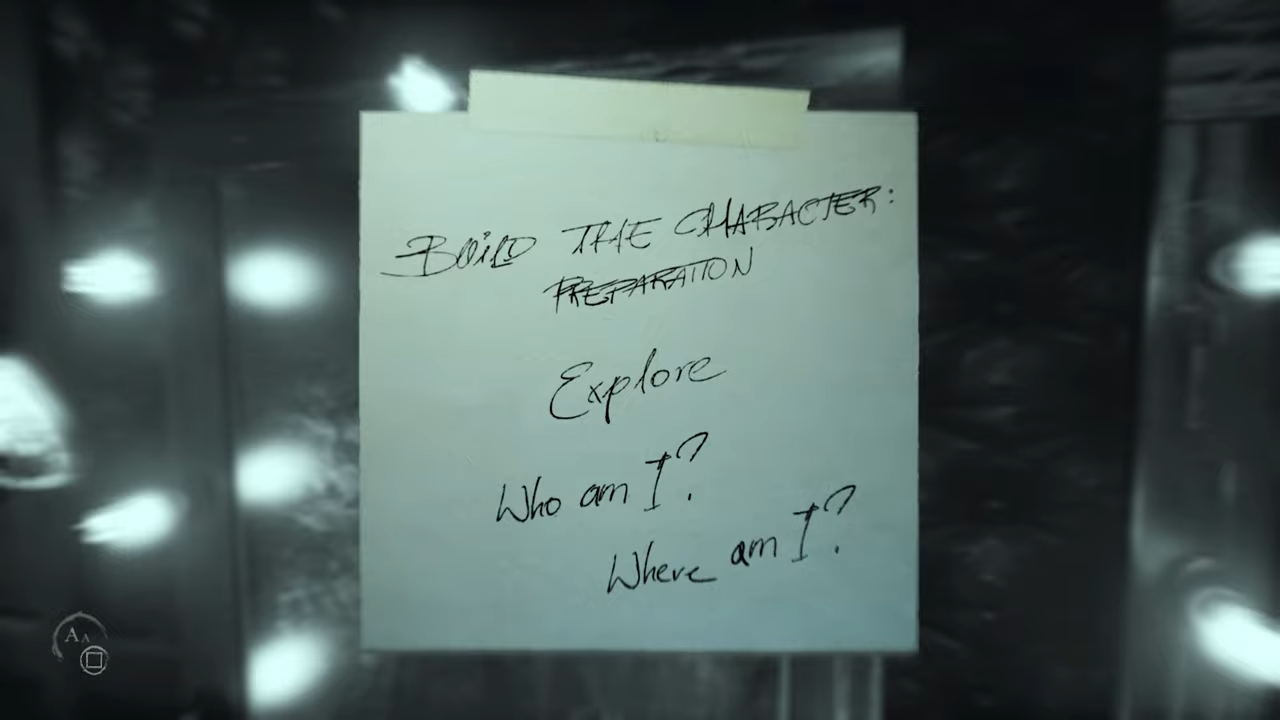 BUiLD THE CHARACTER:
PREPARATION
Explore
Who am I?
Where am I?
A A